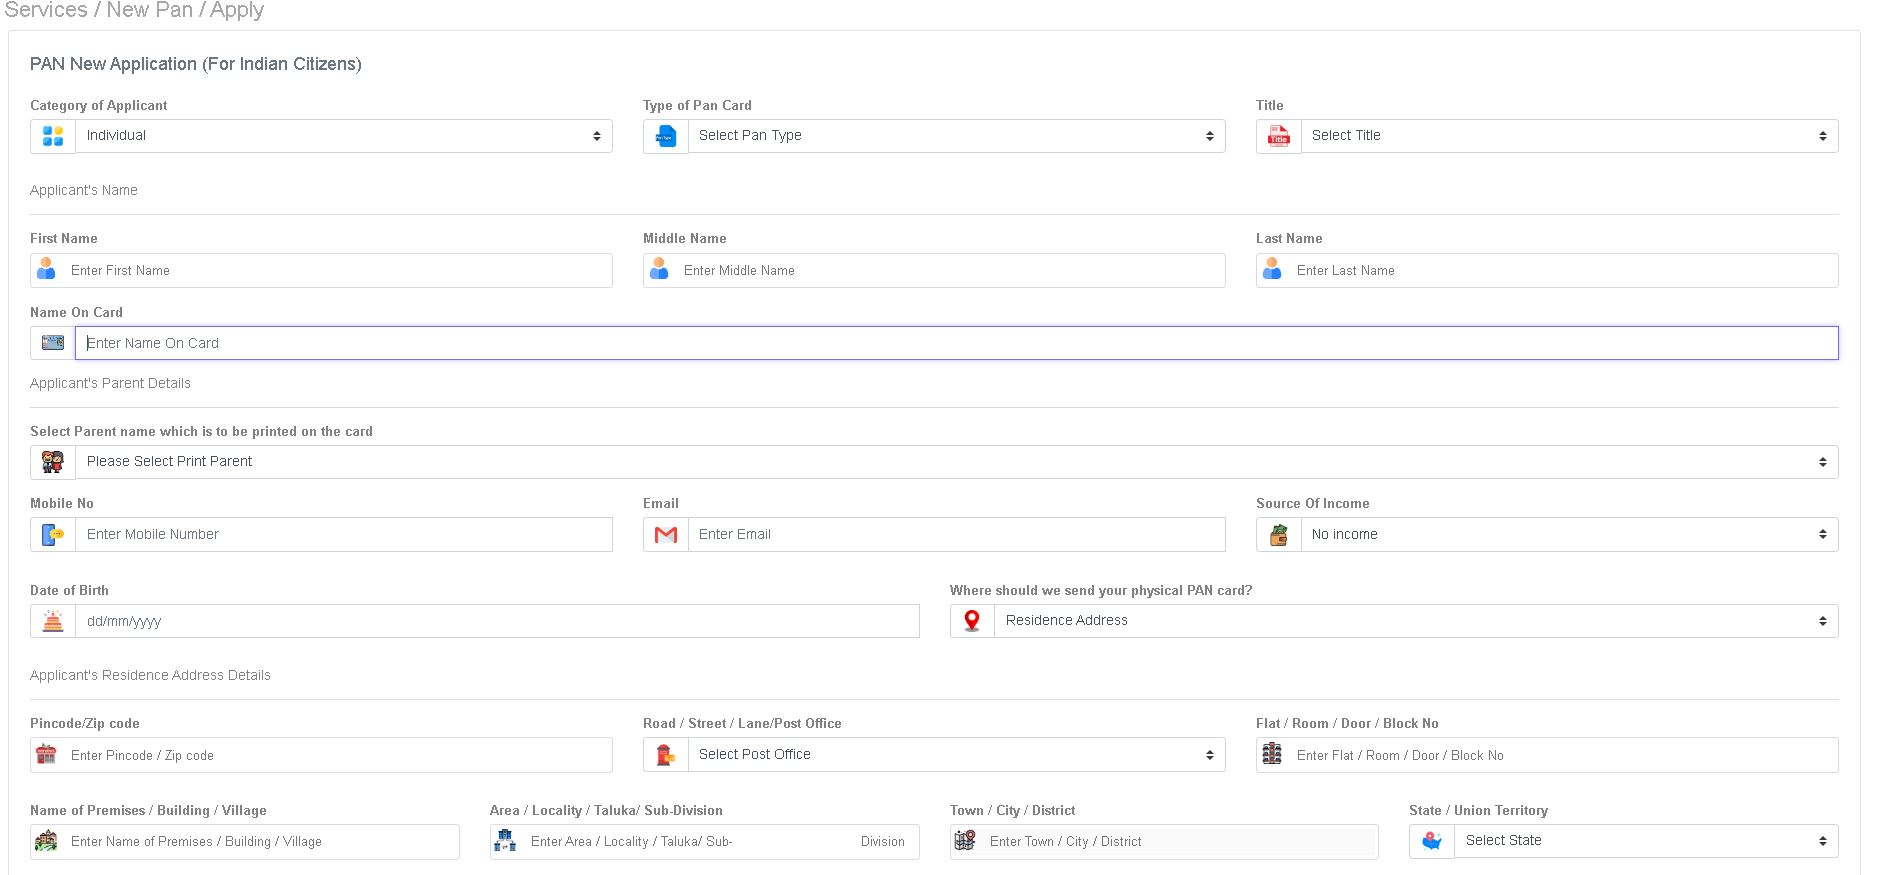 Services / New Pan / Apply
PAN New Application (For Indian Citizens)
Category of Applicant Type of Pan Card Title
Individual Select Pan Type Title Select Title
Applicant's Name
First Name Middle Name Last Name
Enter First Name Enter Middle Name Enter Last Name
Name On Card
Enter Name On Card
Applicant's Parent Details
Select Parent name which is to be printed on the card
Please Select Print Parent
Mobile No Email Source Of Income
Enter Mobile Number Enter Email No income
Date of Birth Where should we send your physical PAN card?
dd/mm/yyyy Residence Address
Applicant's Residence Address Details
Pincode/Zip code Road / Street / Lane/Post Office Flat / Room / Door / Block No
Enter Pincode / Zip code Select Post Office Enter Flat / Room / Door / Block No
Name of Premises / Building / Village Area / Locality / Taluka/ Sub-Division Town / City / District State / Union Territory
Enter Name of Premises / Building / Village Enter Area / Locality / Taluka/ Sub- Division Enter Town / City / District Select State